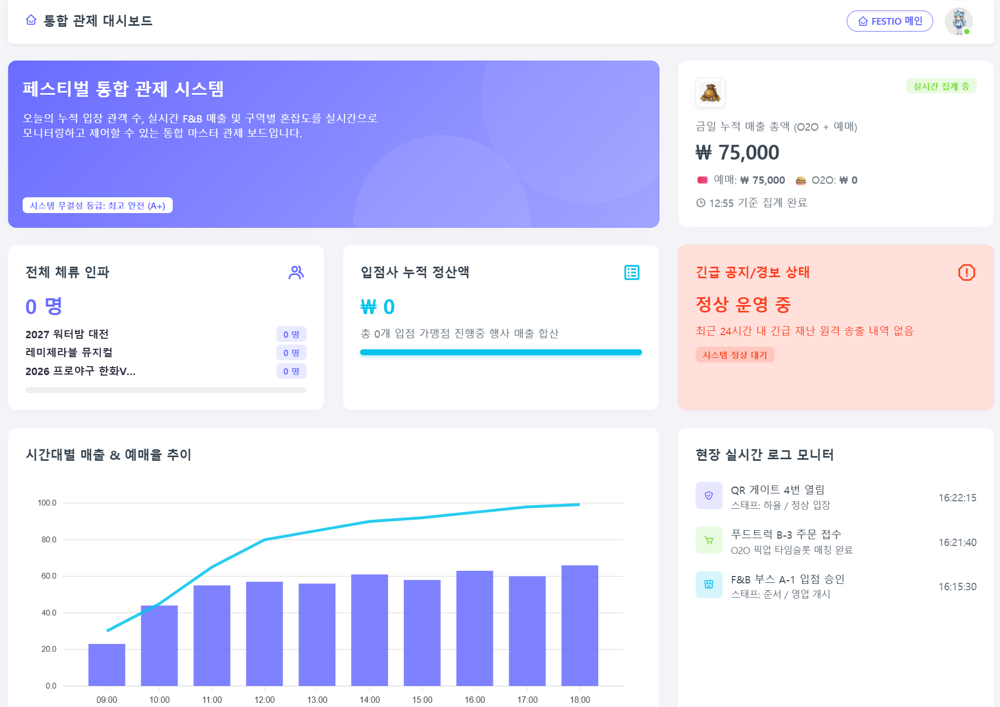 통합 관제 대시보드
FESTIO 메인
페스티벌 통합 관제 시스템
오늘의 누적 입장 관객 수, 실시간 F&B 매출 및 구역별 혼잡도를 실시간으로
모니터링하고 제어할 수 있는 통합 마스터 관제 보드입니다.
시스템 무결성 등급: 최고 안전 (A+)
실시간 집계 중
금일 누적 매출 총액 (O2O + 예매)
₩ 75,000
예매: ₩ 75,000 O2O: ₩ 0
12:55 기준 집계 완료
전체 체류 인파
0 명
2027 워터밤 대전 0 명
레미제라블 뮤지컬 0 명
2026 프로야구 한화V... 0 명
입점사 누적 정산액
₩ 0
총 0개 입점 가맹점 진행중 행사 매출 합산
긴급 공지/경보 상태
정상 운영 중
최근 24시간 내 긴급 재난 원격 송출 내역 없음
시스템 정상 대기
시간대별 매출 & 예매율 추이
100.0
80.0
60.0
40.0
20.0
0.0
09:00 10:00 11:00 12:00 13:00 14:00 15:00 16:00 17:00 18:00
현장 실시간 로그 모니터
QR 게이트 4번 열림
스태프: 하율 / 정상 입장
16:22:15
푸드트럭 B-3 주문 접수
O2O 픽업 타임슬롯 매칭 완료
16:21:40
F&B 부스 A-1 입점 승인
스태프: 준서 / 영업 개시
16:15:30